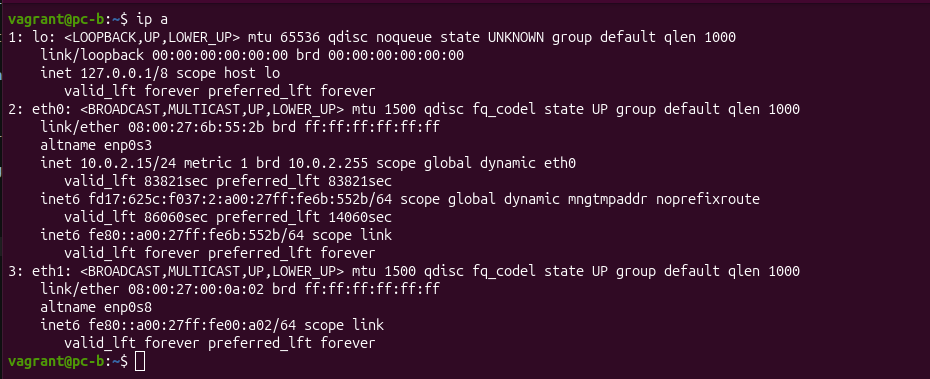 vagrant@pc-b:~$ ip a
1: lo: <LOOPBACK,UP,LOWER_UP> mtu 65536 qdisc noqueue state UNKNOWN group default qlen 1000
    link/loopback 00:00:00:00:00:00 brd 00:00:00:00:00:00
    inet 127.0.0.1/8 scope host lo
       valid_lft forever preferred_lft forever
2: eth0: <BROADCAST,MULTICAST,UP,LOWER_UP> mtu 1500 qdisc fq_codel state UP group default qlen 1000
    link/ether 08:00:27:6b:55:2b brd ff:ff:ff:ff:ff:ff
    altname enp0s3
    inet 10.0.2.15/24 metric 1 brd 10.0.2.255 scope global dynamic eth0
       valid_lft 83821sec preferred_lft 83821sec
    inet6 fd17:625c:f037:2:a00:27ff:fe6b:552b/64 scope global dynamic mngtmpaddr noprefixroute
       valid_lft 86060sec preferred_lft 14060sec
    inet6 fe80::a00:27ff:fe6b:552b/64 scope link
       valid_lft forever preferred_lft forever
3: eth1: <BROADCAST,MULTICAST,UP,LOWER_UP> mtu 1500 qdisc fq_codel state UP group default qlen 1000
    link/ether 08:00:27:00:0a:02 brd ff:ff:ff:ff:ff:ff
    altname enp0s8
    inet6 fe80::a00:27ff:fe00:a02/64 scope link
       valid_lft forever preferred_lft forever
vagrant@pc-b:~$